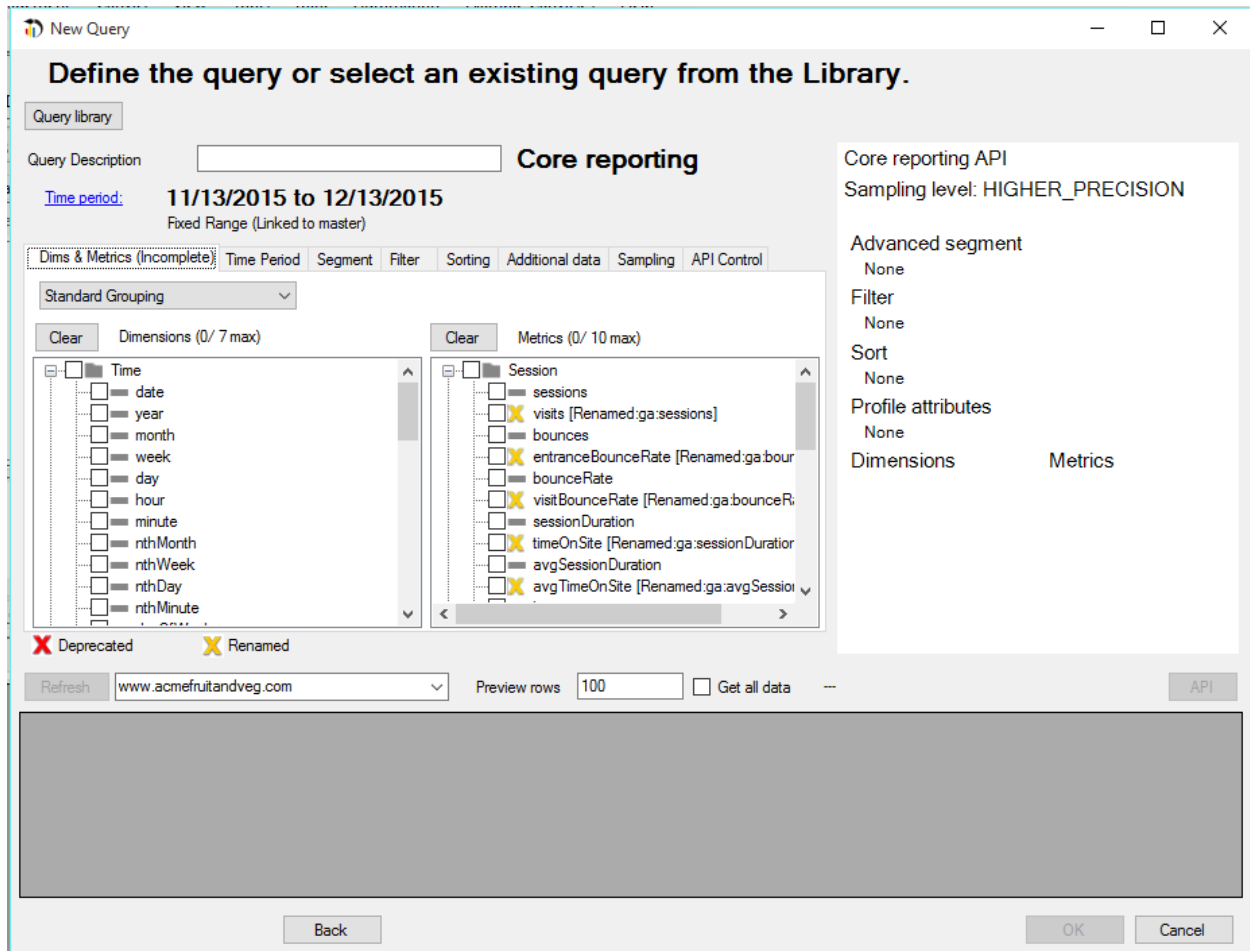 New Query
Define the query or select an existing query from the Library.
Query library
Query Description
Core reporting
Time period:
11/13/2015 to 12/13/2015
Fixed Range (Linked to master)
Dims & Metrics (Incomplete) Time Period Segment Filter Sorting Additional data Sampling API Control
Standard Grouping
Clear Dimensions (0/ 7 max)
Time
date
year
month
week
day
hour
minute
nthMonth
nthWeek
nthDay
nthMinute
Clear Metrics (0/ 10 max)
Session
sessions
visits [Renamed:ga:sessions]
bounces
entranceBounceRate [Renamed:ga:boun
bounceRate
visitBounceRate [Renamed:ga:bounceRa
sessionDuration
timeOnSite [Renamed:ga:sessionDuration
avgSessionDuration
avgTimeOnSite [Renamed:ga:avgSession
Deprecated Renamed
Core reporting API
Sampling level: HIGHER_PRECISION
Advanced segment
None
Filter
None
Sort
None
Profile attributes
None
Dimensions Metrics
Refresh www.acmefruitandveg.com Preview rows 100 Get all data --- API
Back OK Cancel